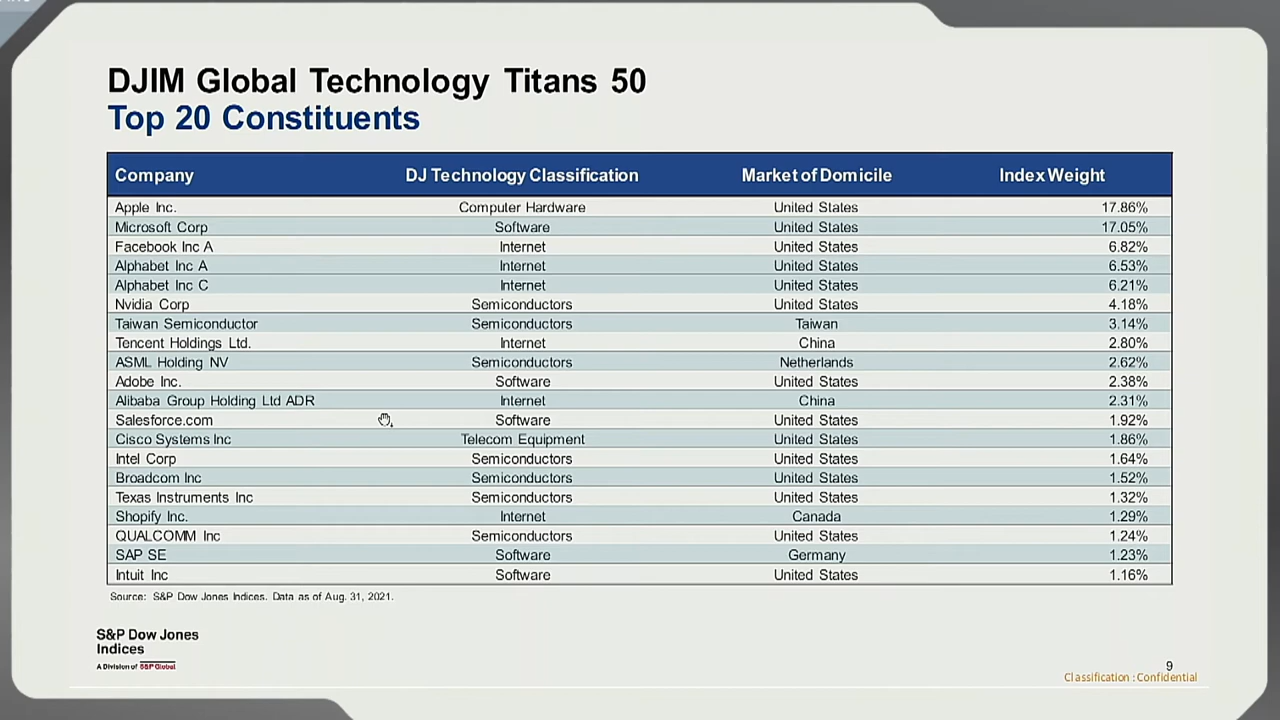 DJIM Global Technology Titans 50
Top 20 Constituents
Company DJ Technology Classification Market of Domicile Index Weight
Apple Inc. Computer Hardware United States 17.86%
Microsoft Corp Software United States 17.05%
Facebook Inc A Internet United States 6.82%
Alphabet Inc A Internet United States 6.53%
Alphabet Inc C Internet United States 6.21%
Nvidia Corp Semiconductors United States 4.18%
Taiwan Semiconductor Semiconductors Taiwan 3.14%
Tencent Holdings Ltd. Internet China 2.80%
ASML Holding NV Semiconductors Netherlands 2.62%
Adobe Inc. Software United States 2.38%
Alibaba Group Holding Ltd ADR Internet China 2.31%
Salesforce.com Software United States 1.92%
Cisco Systems Inc Telecom Equipment United States 1.86%
Intel Corp Semiconductors United States 1.64%
Broadcom Inc Semiconductors United States 1.52%
Texas Instruments Inc Semiconductors United States 1.32%
Shopify Inc. Internet Canada 1.29%
QUALCOMM Inc Semiconductors United States 1.24%
SAP SE Software Germany 1.23%
Intuit Inc Software United States 1.16%
Source: S&P Dow Jones Indices. Data as of Aug. 31, 2021.
S&P Dow Jones
Indices
A Division of S&P Global
9
Classification : Confidential